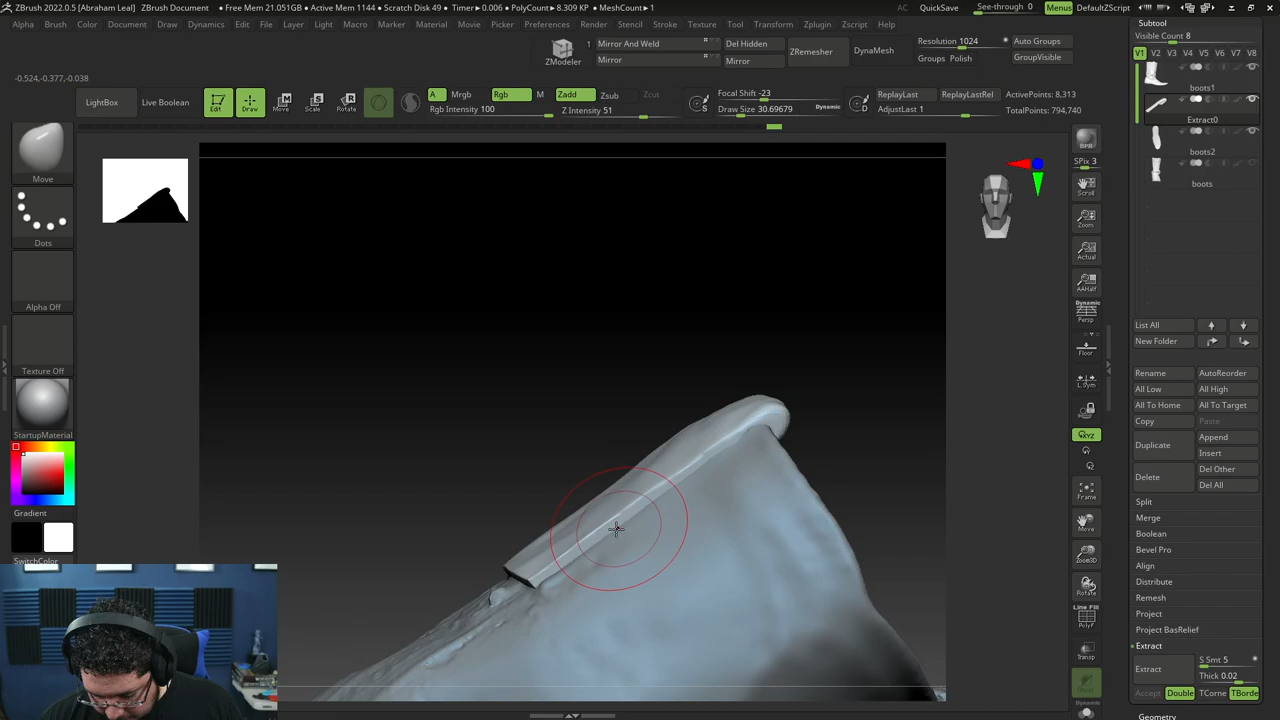 ZBrush 2022.0.5 [Abraham Leal]   ZBrush Document   • Free Mem 21.051GB • Active Mem 1144 • Scratch Disk 49 • Timer▸0.006 • PolyCount▸8.309 KP • MeshCount▸1
AC QuickSave See-through 0 Menus DefaultZScript
Alpha Brush Color Document Draw Dynamics Edit File Layer Light Macro Marker Material Movie Picker Preferences Render Stencil Stroke Texture Tool Transform Zplugin Zscript Help
-0.524,-0.377,-0.038
ZModeler
1
Mirror And Weld
Mirror
Del Hidden
Merge
ZRemesher
DynaMesh
Resolution 1024
Groups Polish
Auto Groups
GroupVisible
LightBox
Live Boolean
Edit
Draw
Move
Scale
Rotate
A Mrgb Rgb M Zadd Zsub Zcut
Rgb Intensity 100
Z Intensity 51
Focal Shift -23
Draw Size 30.69679 Dynamic
S
D
ReplayLast ReplayLastRel
AdjustLast 1
ActivePoints: 8,313
TotalPoints: 794,740
Move
Dots
Alpha Off
Texture Off
StartupMaterial
Gradient
SwitchColor
BPR
SPix 3
Scroll
Zoom
Actual
AAHalf
Dynamic
Persp
Floor
L.Sym
XYZ
Frame
Move
Zoom3D
Rotate
Line Fill
PolyF
Transp
Ghost
Dynamic
Subtool
Visible Count 8
V1 V2 V3 V4 V5 V6 V7 V8
boots1
Extract0
boots2
boots
List All
New Folder
Rename AutoReorder
All Low All High
All To Home All To Target
Copy Paste
Duplicate Append
Insert
Delete Del Other
Del All
Split
Merge
Boolean
Bevel Pro
Align
Distribute
Remesh
Project
Project BasRelief
Extract
Extract
S Smt 5
Thick 0.02
Accept Double TCorne TBorde
Geometry